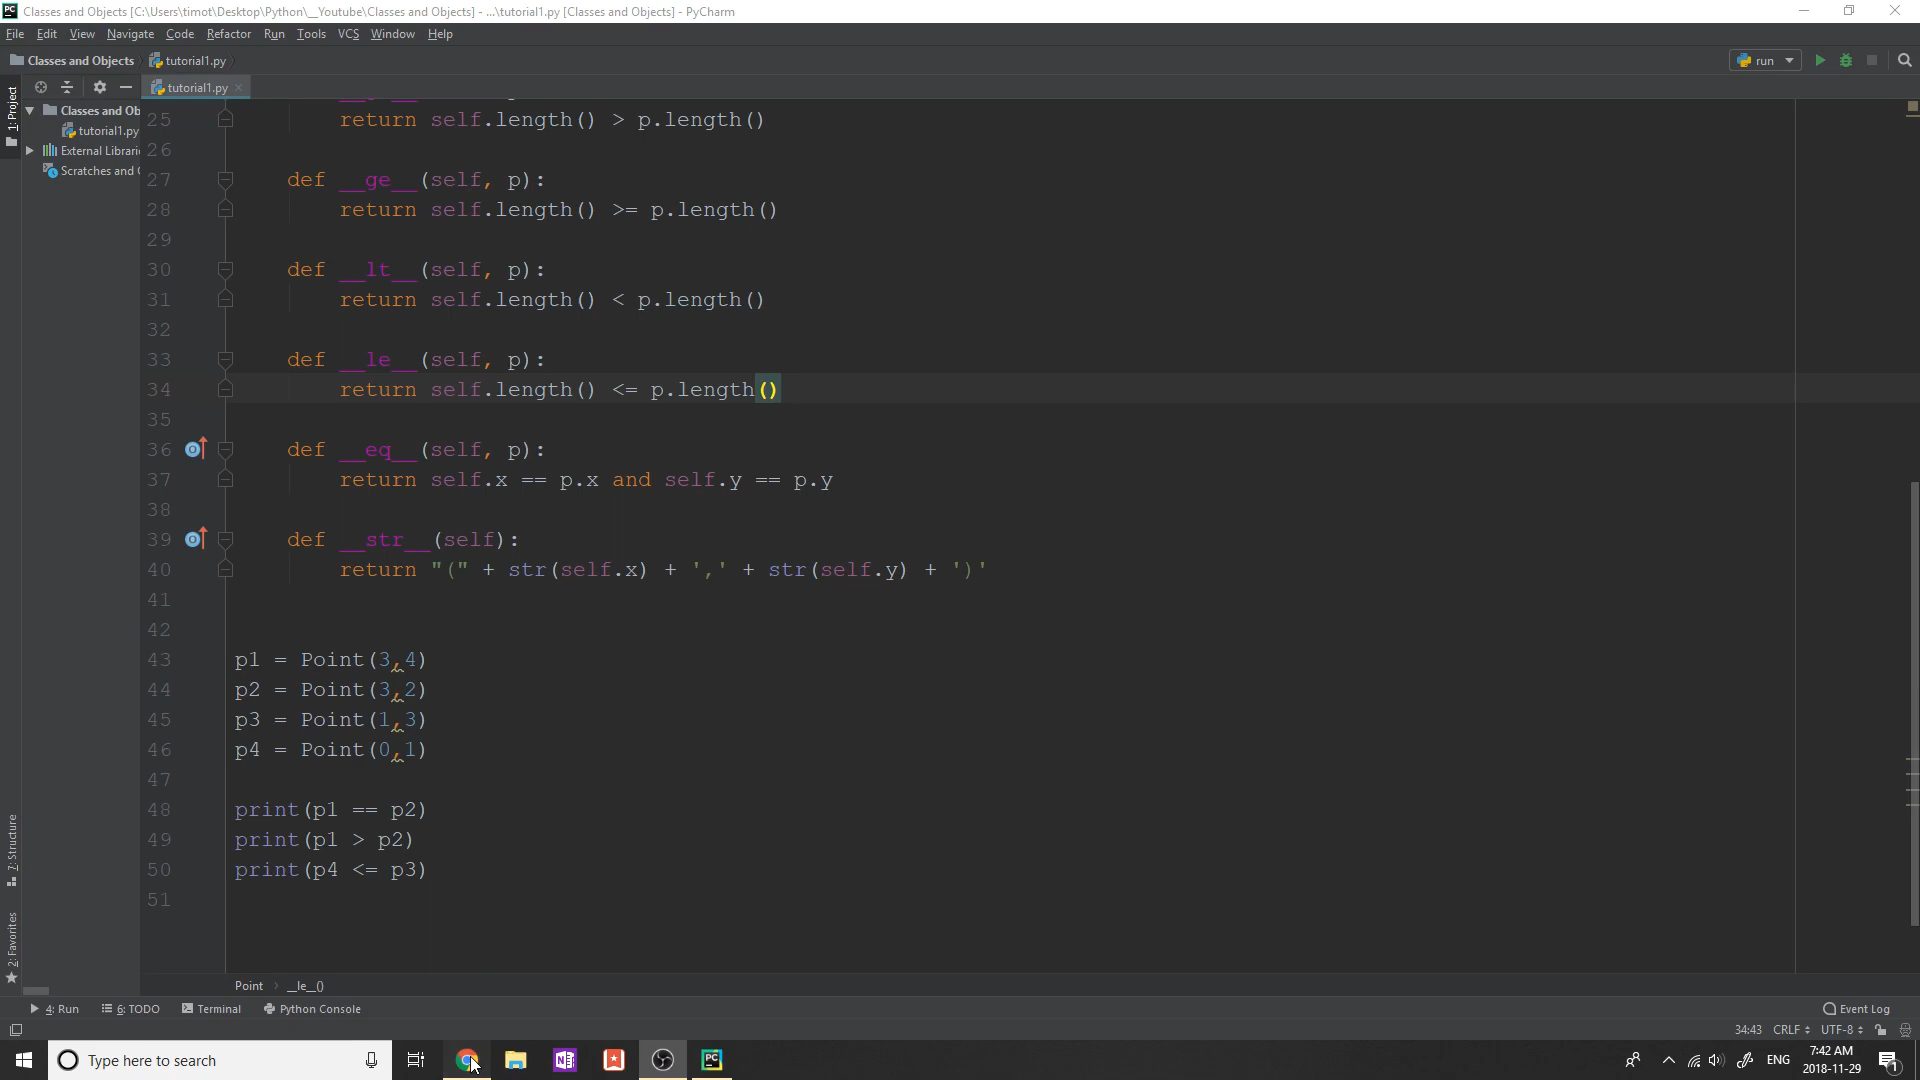 Classes and Objects [C:\Users\timot\Desktop\Python\__Youtube\Classes and Objects] - ...\tutorial1.py [Classes and Objects] - PyCharm
File Edit View Navigate Code Refactor Run Tools VCS Window Help
Classes and Objects tutorial1.py run
1: Project
tutorial1.py
Classes and Ob
tutorial1.py
External Librari
Scratches and
25 return self.length() > p.length()
26
27 def __ge__(self, p):
28 return self.length() >= p.length()
29
30 def __lt__(self, p):
31 return self.length() < p.length()
32
33 def __le__(self, p):
34 return self.length() <= p.length()
35
36 def __eq__(self, p):
37 return self.x == p.x and self.y == p.y
38
39 def __str__(self):
40 return "(" + str(self.x) + ',' + str(self.y) + ')'
41
42
43 p1 = Point(3,4)
44 p2 = Point(3,2)
45 p3 = Point(1,3)
46 p4 = Point(0,1)
47
48 print(p1 == p2)
49 print(p1 > p2)
50 print(p4 <= p3)
51
7: Structure
2: Favorites
Point > __le__()
4: Run 6: TODO Terminal Python Console Event Log
34:43 CRLF UTF-8
Type here to search
ENG
7:42 AM
2018-11-29
1